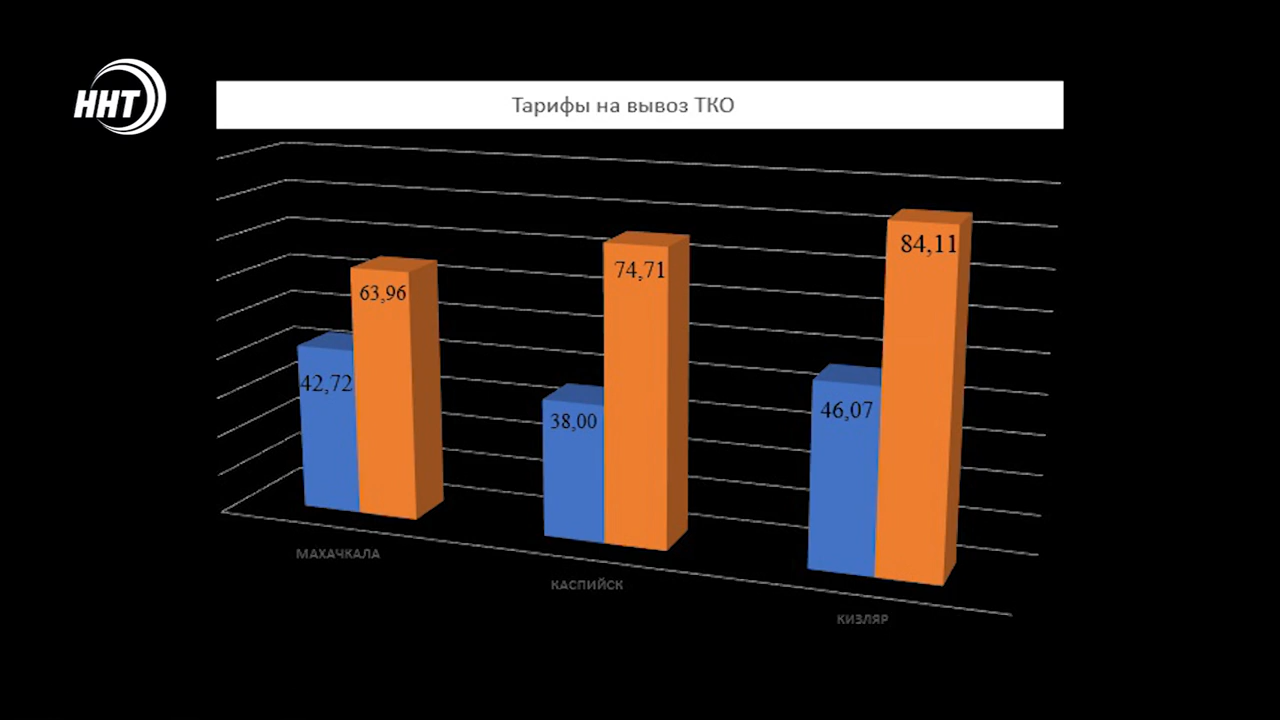 ННТ
Тарифы на вывоз ТКО
84,11
74,71
63,96
42,72
46,07
38,00
МАХАЧКАЛА
КАСПИЙСК
КИЗЛЯР